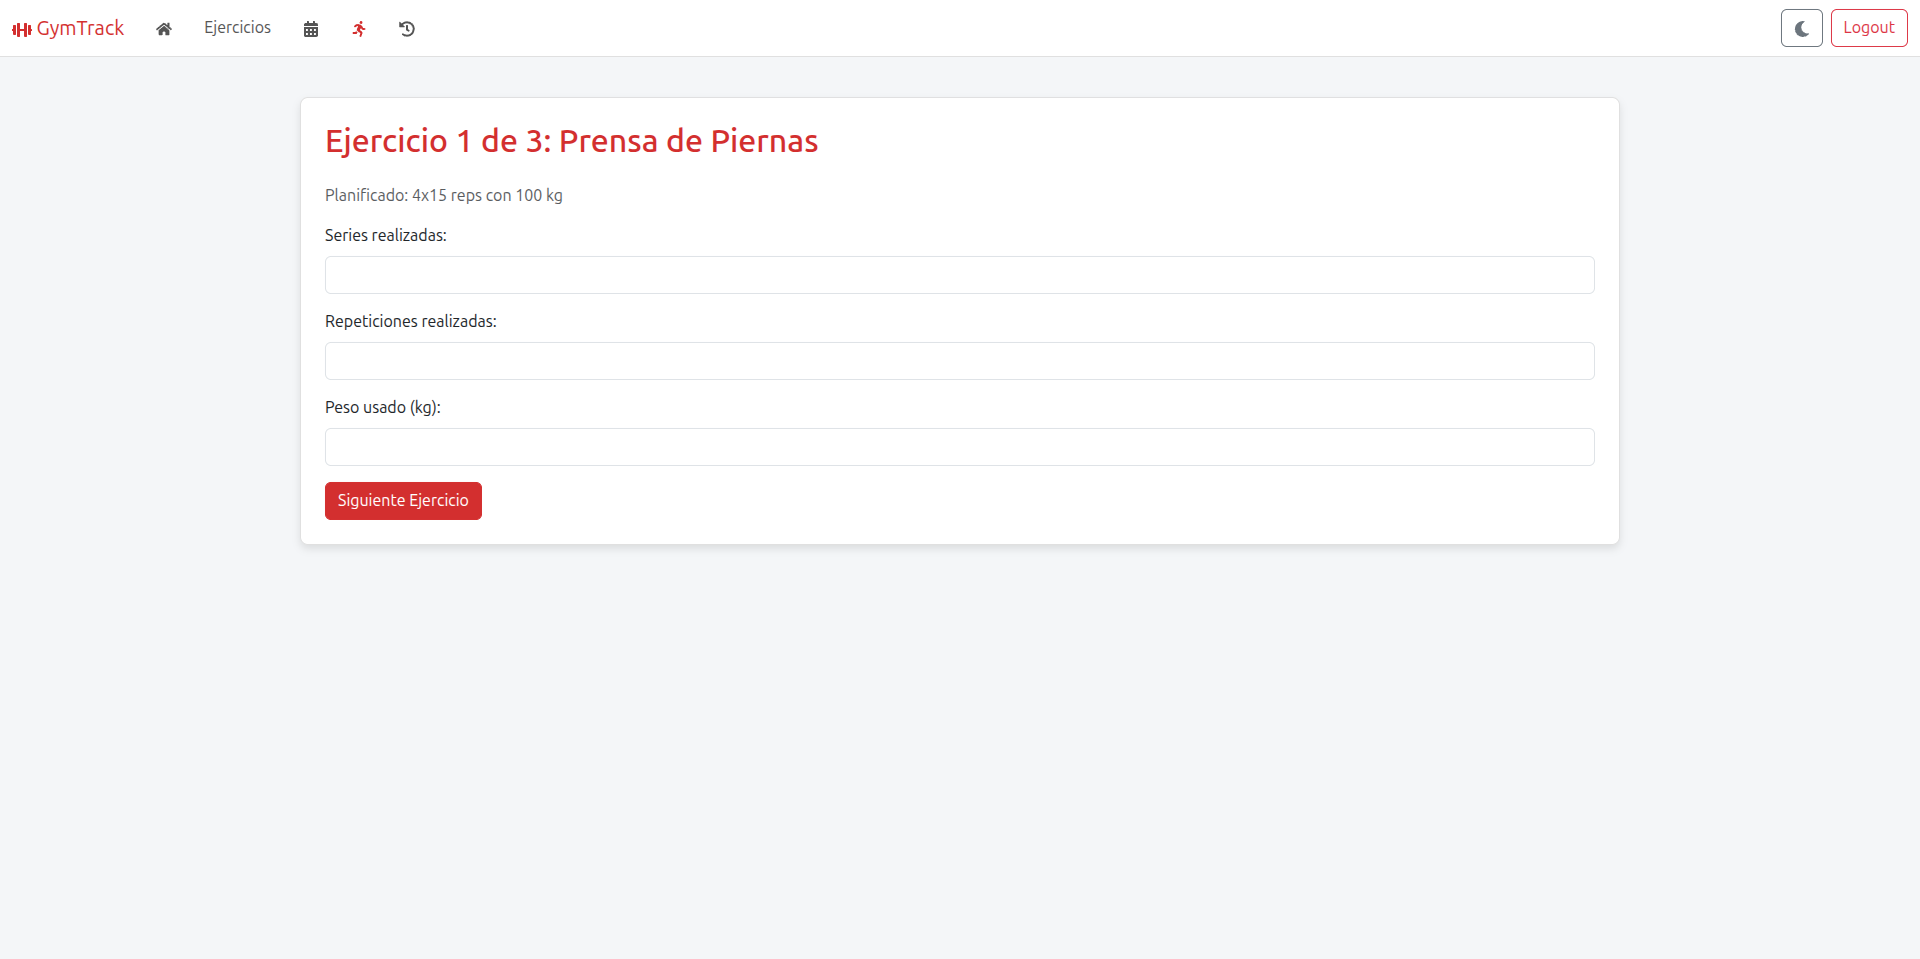 GymTrack Ejercicios Logout
Ejercicio 1 de 3: Prensa de Piernas
Planificado: 4x15 reps con 100 kg
Series realizadas:
Repeticiones realizadas:
Peso usado (kg):
Siguiente Ejercicio